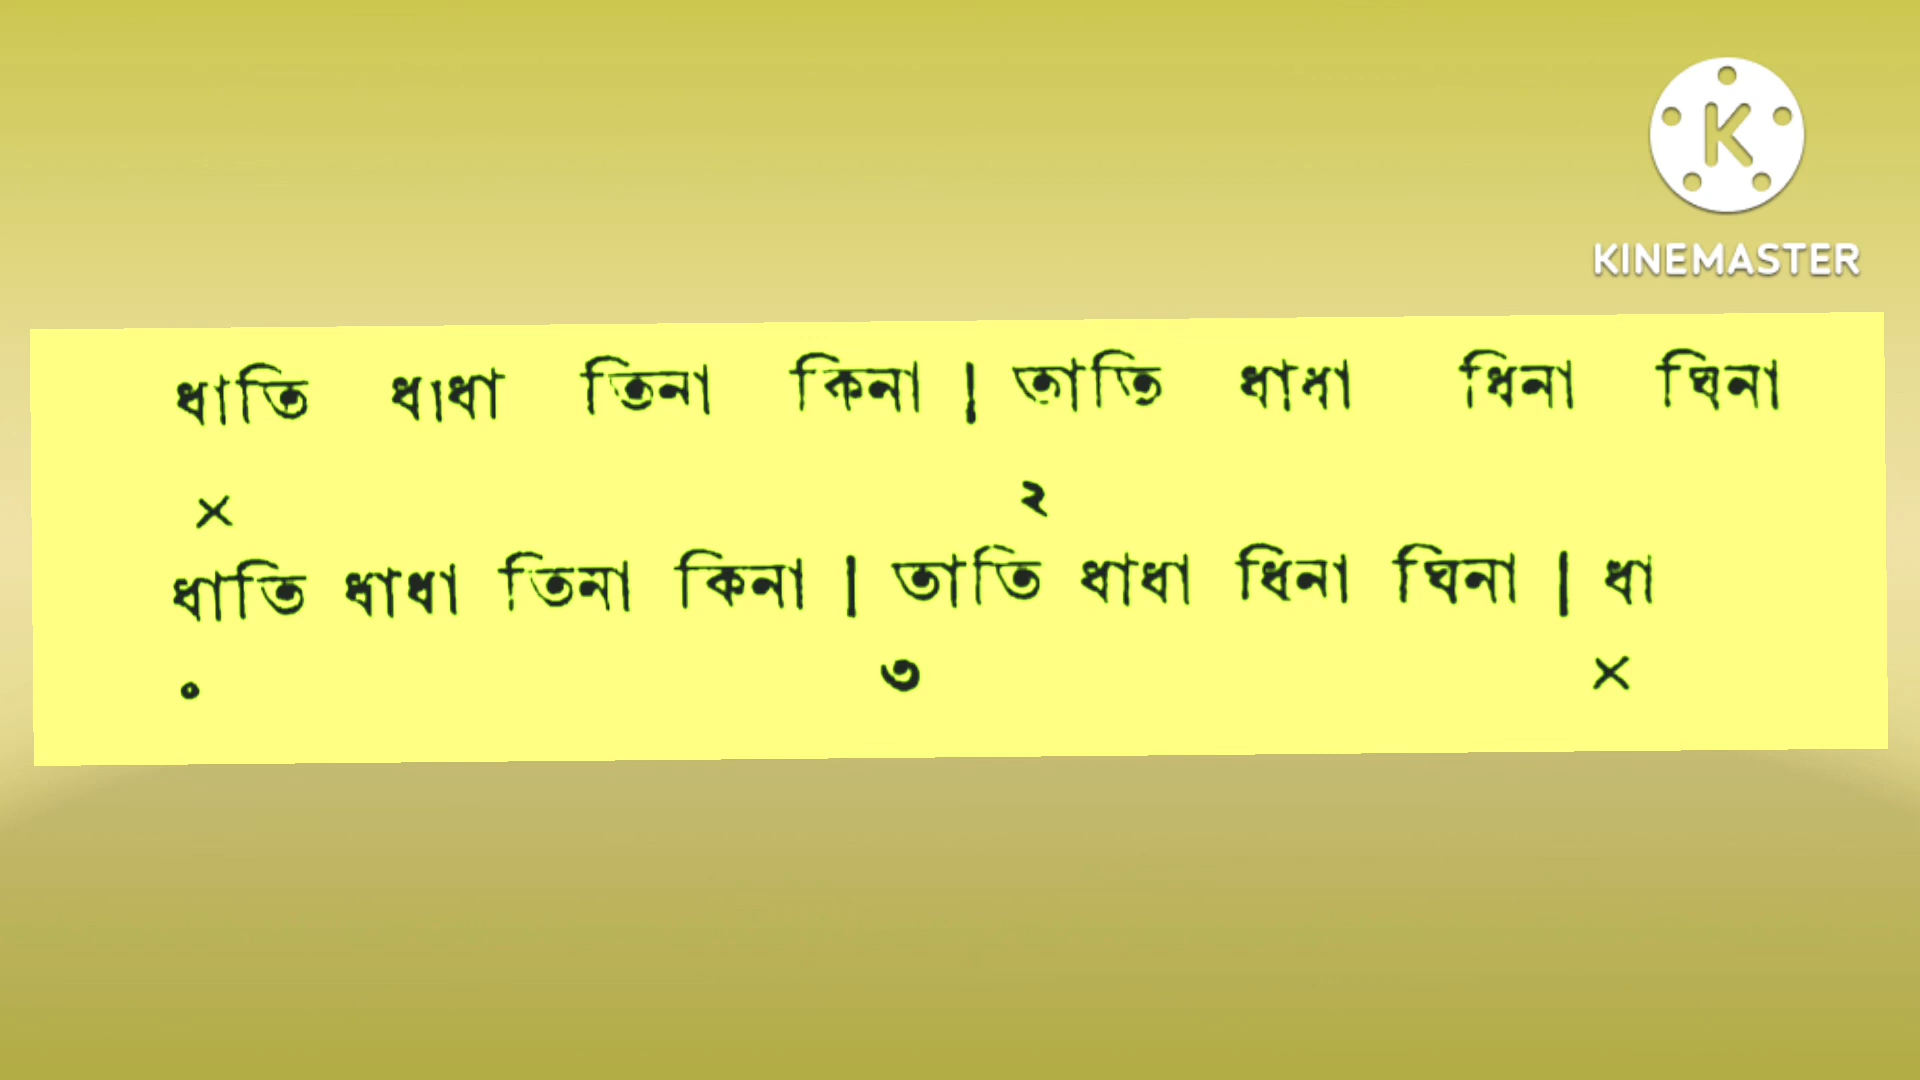 KINEMASTER
ধাতি ধাধা তিনা কিনা | তাতি ধাধা ধিনা ঘিনা
× ২
ধাতি ধাধা তিনা কিনা | তাতি ধাধা ধিনা ঘিনা | ধা
০ ৩ ×